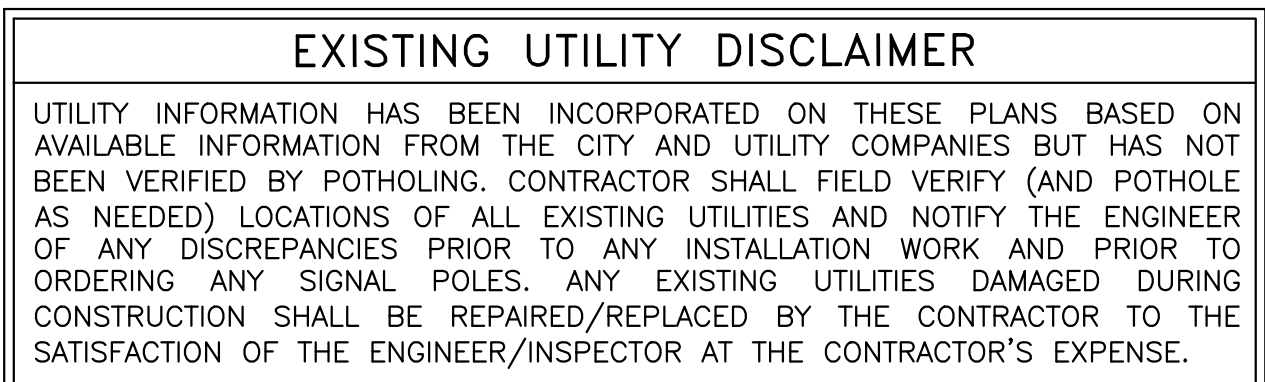 EXISTING UTILITY DISCLAIMER
UTILITY INFORMATION HAS BEEN INCORPORATED ON THESE PLANS BASED ON
AVAILABLE INFORMATION FROM THE CITY AND UTILITY COMPANIES BUT HAS NOT
BEEN VERIFIED BY POTHOLING. CONTRACTOR SHALL FIELD VERIFY (AND POTHOLE
AS NEEDED) LOCATIONS OF ALL EXISTING UTILITIES AND NOTIFY THE ENGINEER
OF ANY DISCREPANCIES PRIOR TO ANY INSTALLATION WORK AND PRIOR TO
ORDERING ANY SIGNAL POLES. ANY EXISTING UTILITIES DAMAGED DURING
CONSTRUCTION SHALL BE REPAIRED/REPLACED BY THE CONTRACTOR TO THE
SATISFACTION OF THE ENGINEER/INSPECTOR AT THE CONTRACTOR'S EXPENSE.